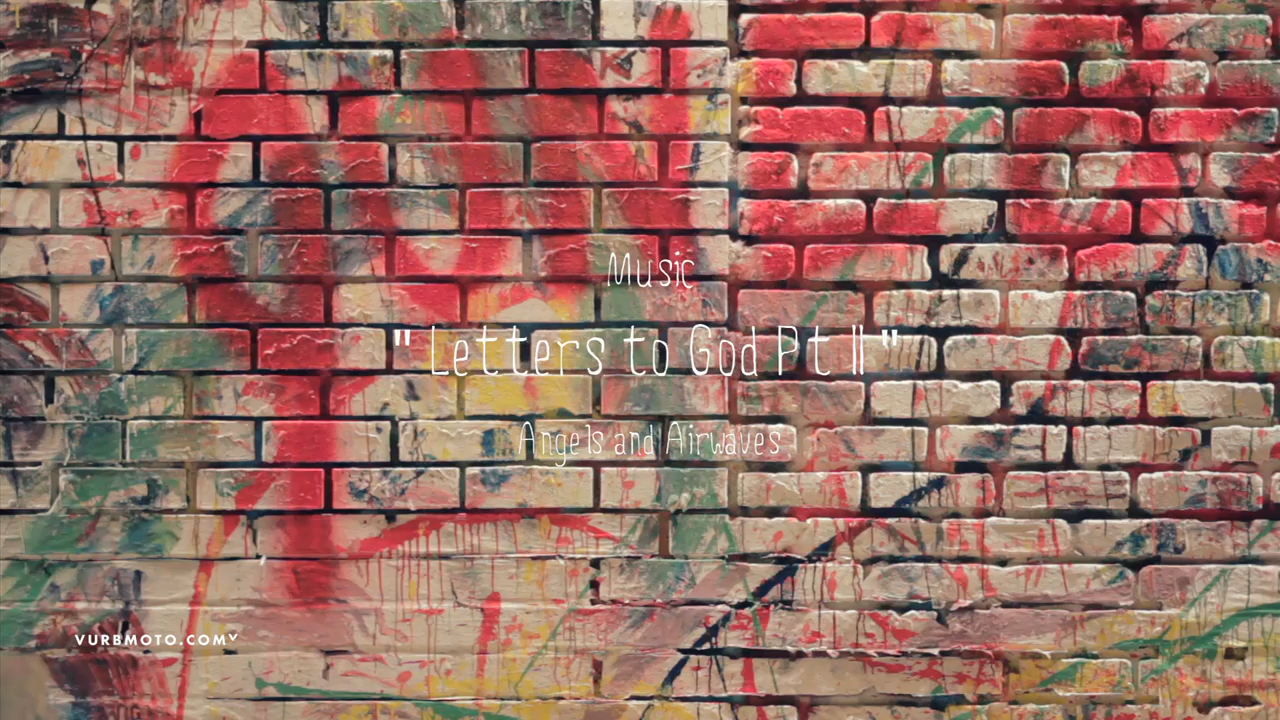 Music
" Letters to God Pt II "
Angels and Airwaves
VURBMOTO.COM